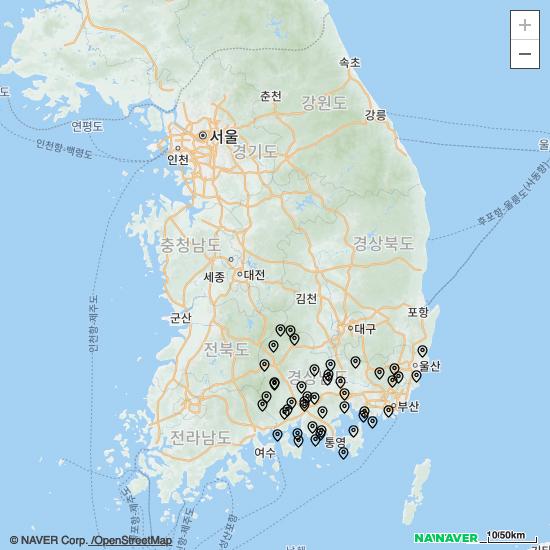 +
−
속초
춘천
강원도
강릉
도
연평도
서울
인천
경기도
인천항-백령도
울
후포항-울릉도(사동항)
충청남도
경상북도
세종
대전
김천
인천항-제주도
군산
포항
대구
전북도
울산
경상남도
부산
전라남도
여수
통영
© NAVER Corp. /OpenStreetMap
NAVER
10/50km